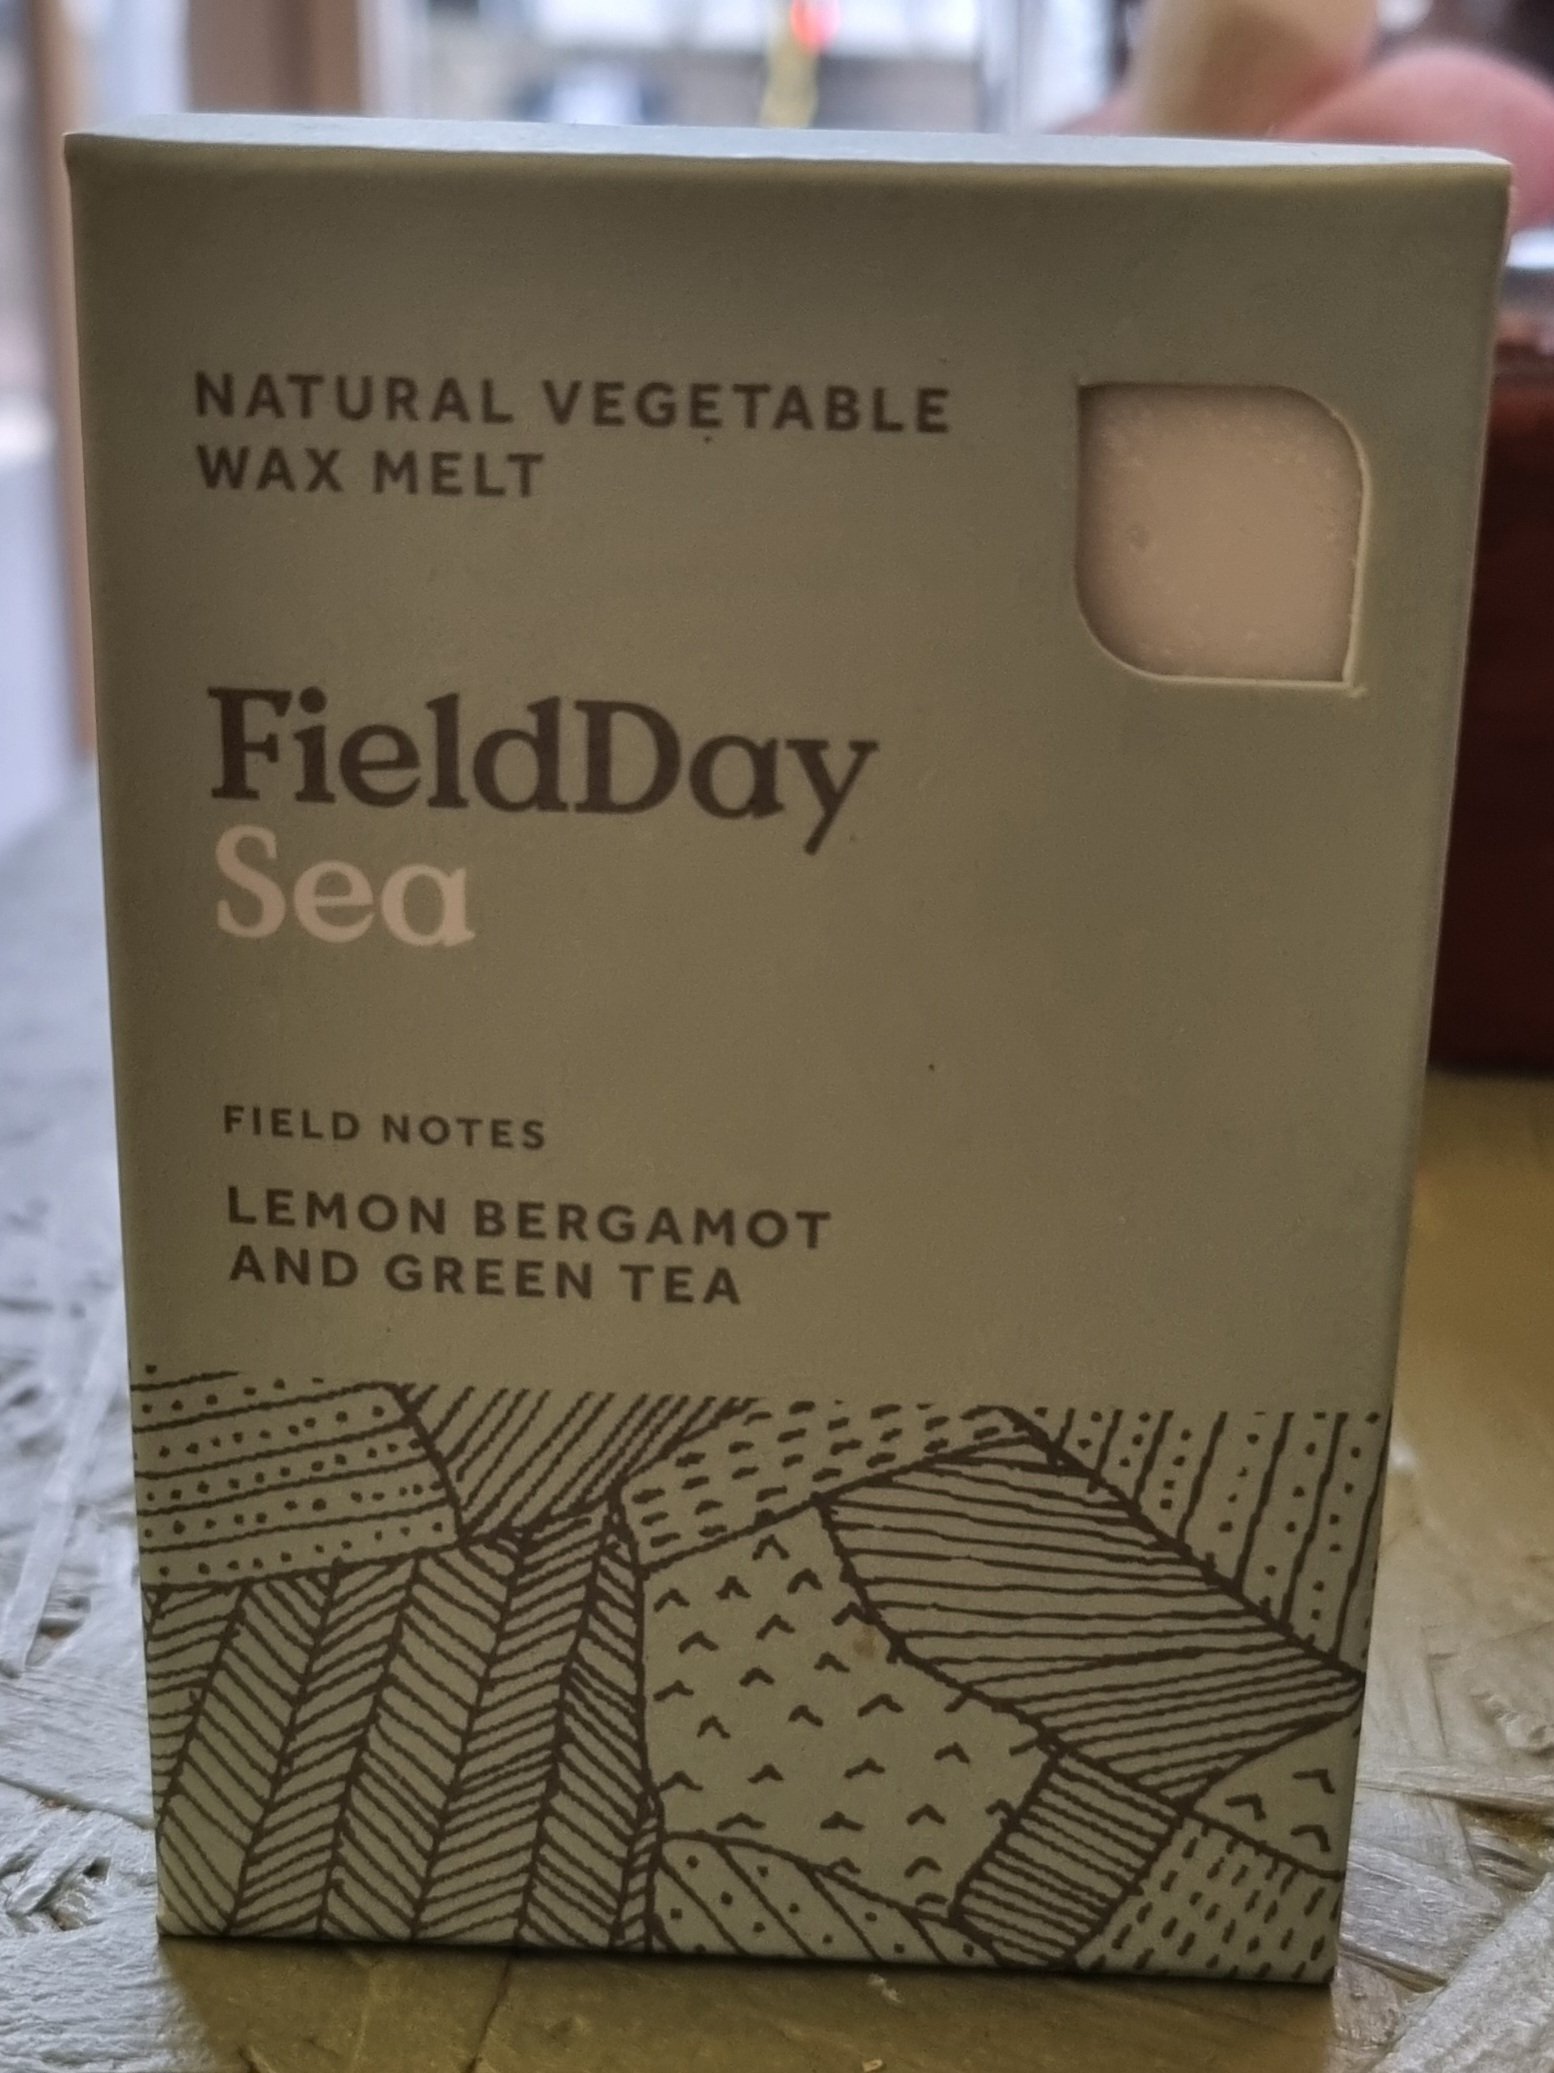 NATURAL VEGETABLE
WAX MELT
FieldDay
Sea
FIELD NOTES
LEMON BERGAMOT
AND GREEN TEA